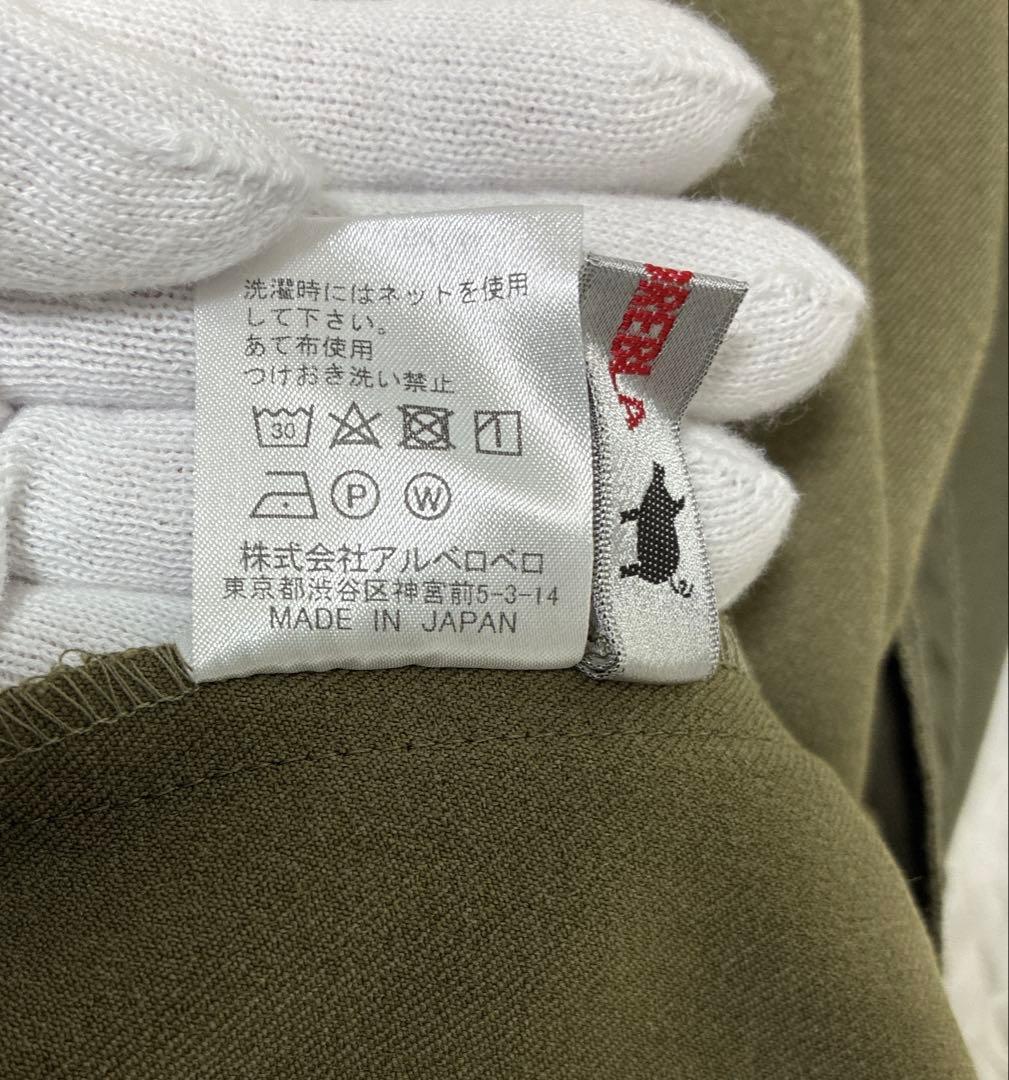 洗濯時にはネットを使用
して下さい。
あて布使用
つけおき洗い禁止
30
P W
株式会社アルベロベロ
東京都渋谷区神宮前5-3-14
MADE IN JAPAN